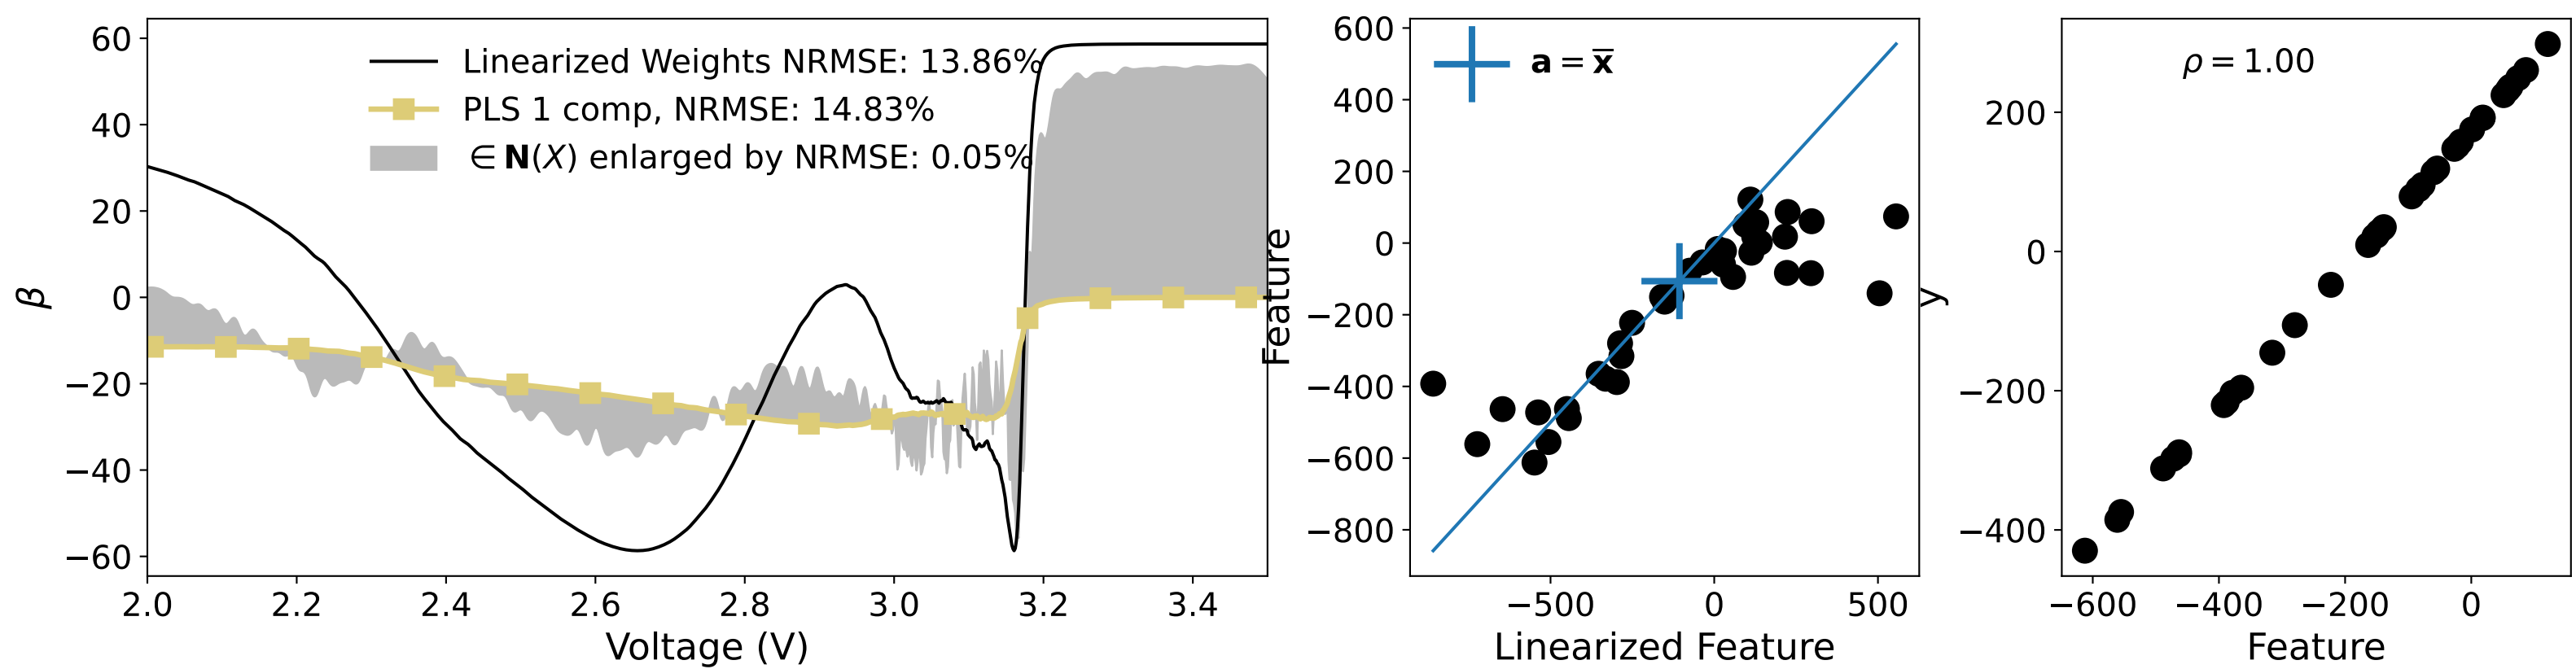 60
40
20
0
−20
−40
−60
β
Linearized Weights NRMSE: 13.86%
PLS 1 comp, NRMSE: 14.83%
∈ N(X) enlarged by NRMSE: 0.05%
2.0 2.2 2.4 2.6 2.8 3.0 3.2 3.4
Voltage (V)
600
400
200
0
−200
−400
−600
−800
Feature
a = x̅
−500 0 500
Linearized Feature
200
0
−200
−400
y
ρ = 1.00
−600 −400 −200 0
Feature